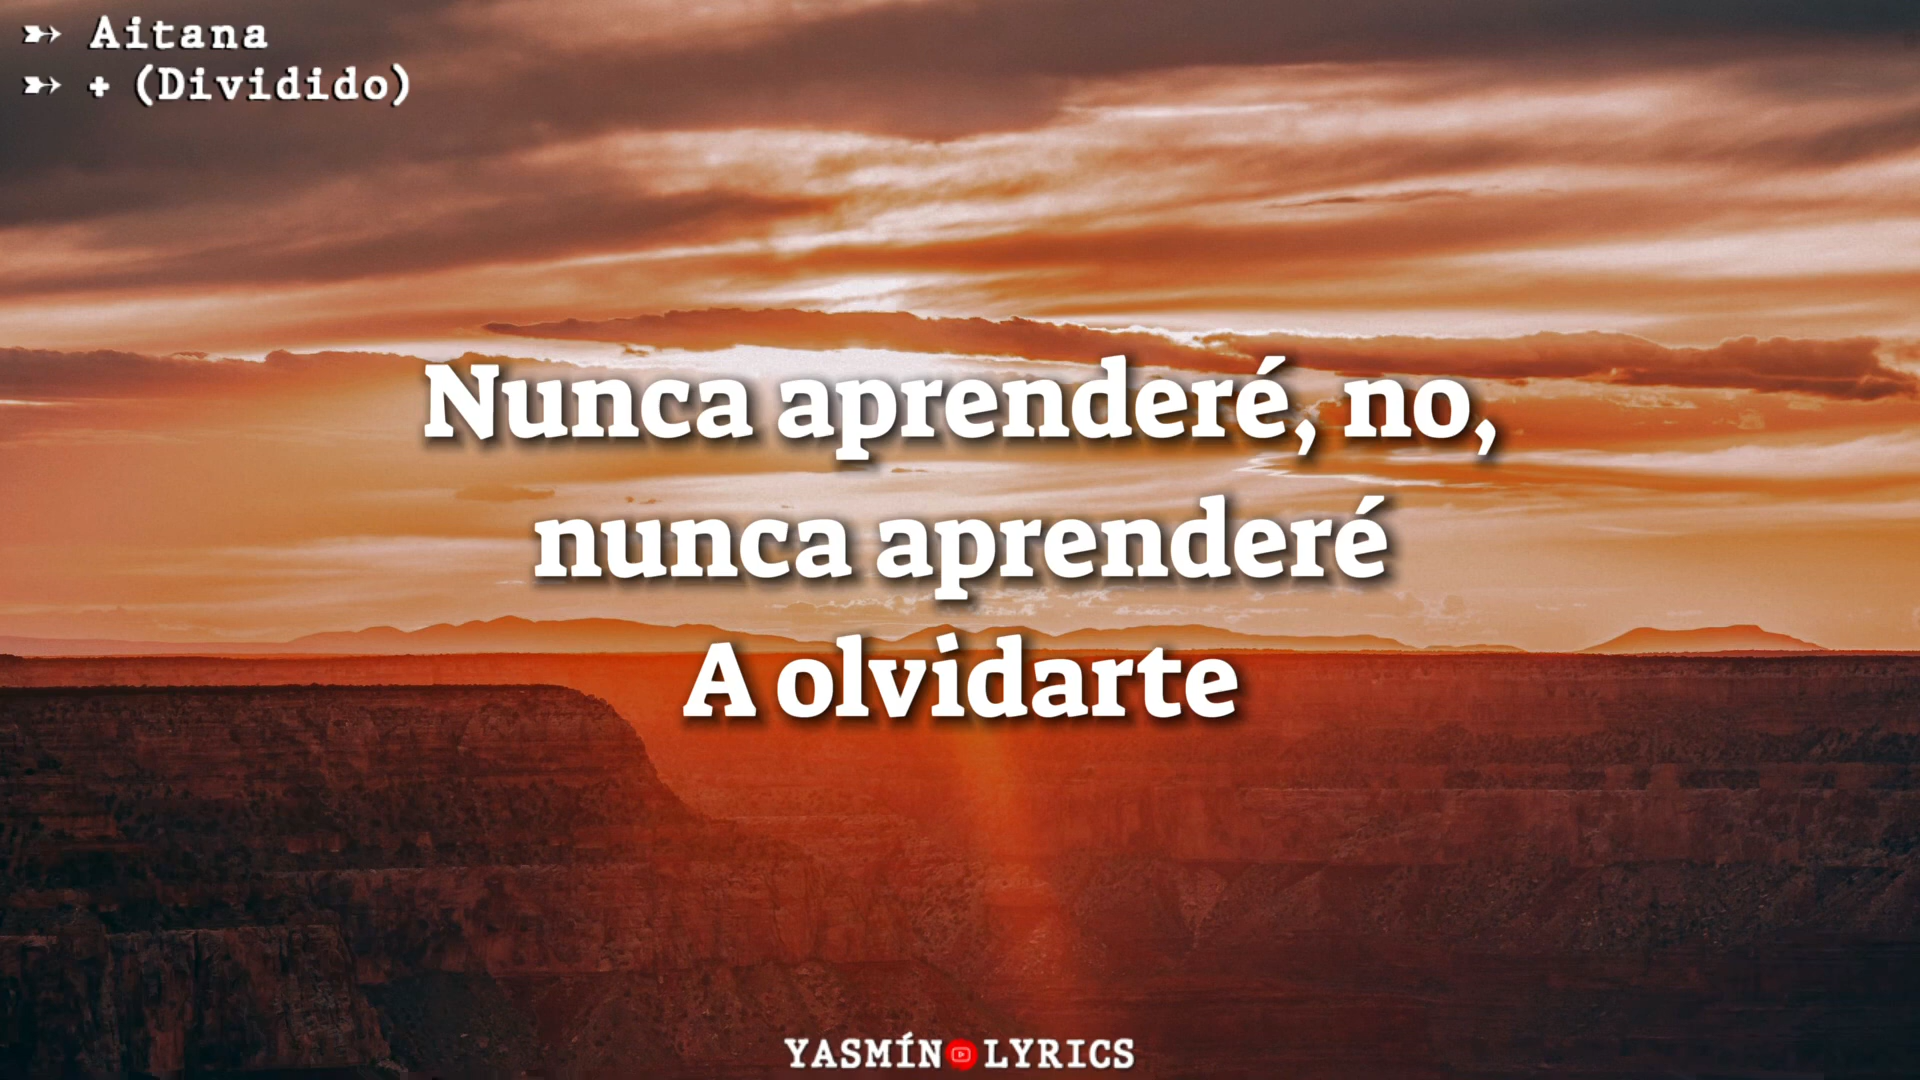 ➳ Aitana
➳ + (Dividido)
Nunca aprenderé, no,
nunca aprenderé
A olvidarte
YASMÍN LYRICS